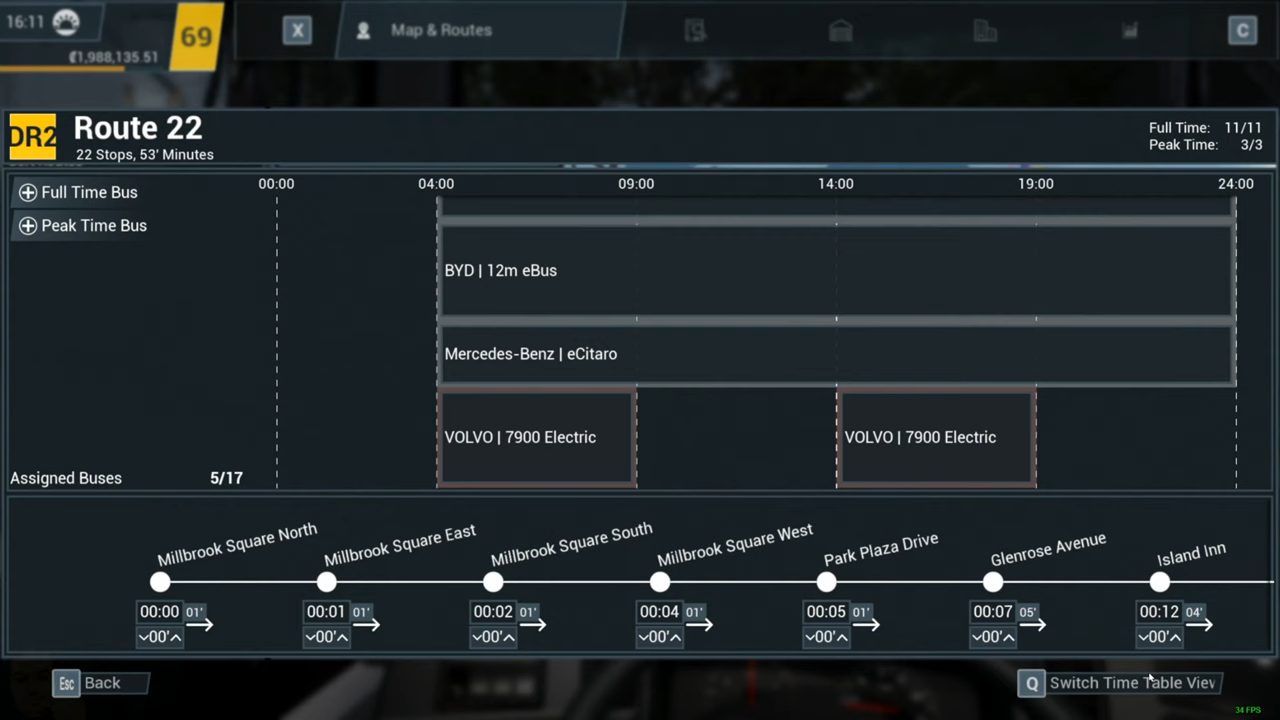 16:11
₡1,988,135.51
69
X
Map & Routes
C
DR2
Route 22
22 Stops, 53' Minutes
Full Time: 11/11
Peak Time: 3/3
Full Time Bus
Peak Time Bus
00:00 04:00 09:00 14:00 19:00 24:00
BYD | 12m eBus
Mercedes-Benz | eCitaro
VOLVO | 7900 Electric VOLVO | 7900 Electric
Assigned Buses 5/17
Millbrook Square North Millbrook Square East Millbrook Square South Millbrook Square West Park Plaza Drive Glenrose Avenue Island Inn
00:00 01' 00:01 01' 00:02 01' 00:04 01' 00:05 01' 00:07 05' 00:12 04'
00' 00' 00' 00' 00' 00' 00'
Esc Back
Q Switch Time Table View
34 FPS